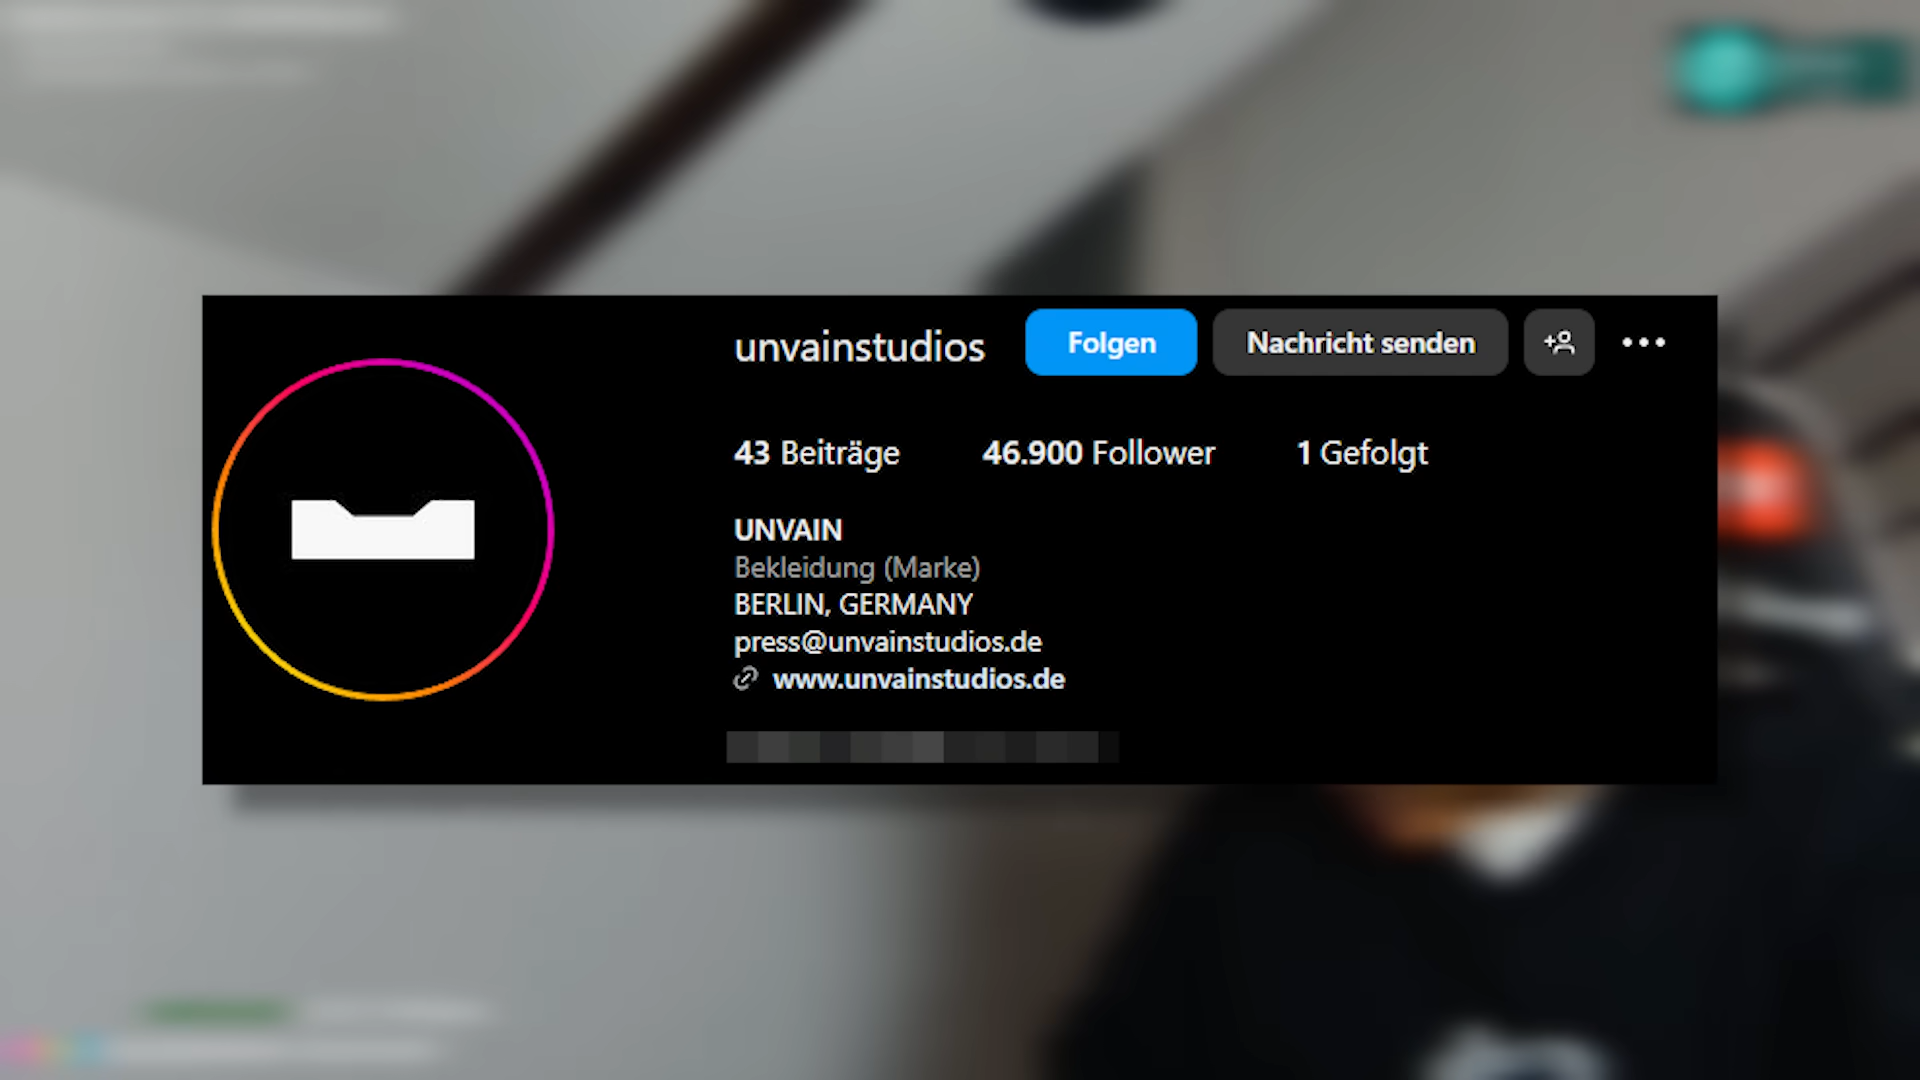 unvainstudios Folgen Nachricht senden
43 Beiträge 46.900 Follower 1 Gefolgt
UNVAIN
Bekleidung (Marke)
BERLIN, GERMANY
press@unvainstudios.de
www.unvainstudios.de